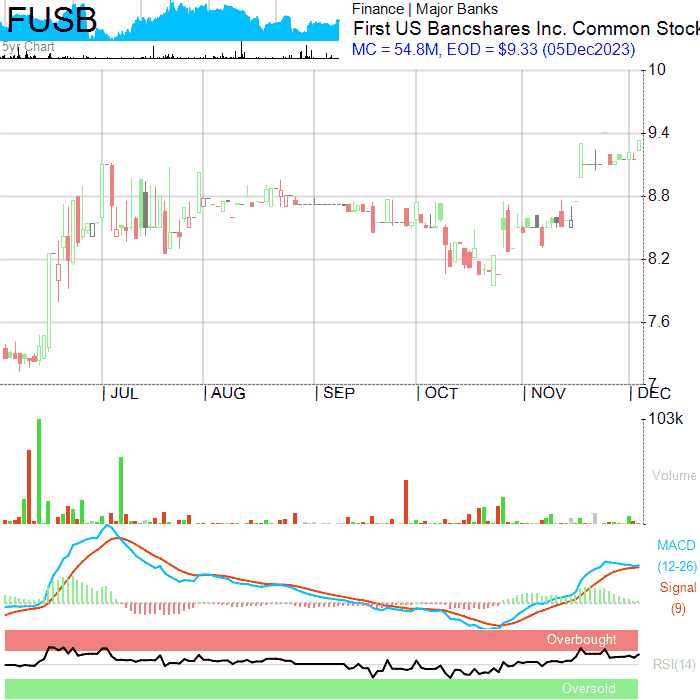 FUSB
5yr Chart
Finance | Major Banks
First US Bancshares Inc. Common Stock
MC = 54.8M, EOD = $9.33 (05Dec2023)
10
9.4
8.8
8.2
7.6
7
JUL
AUG
SEP
OCT
NOV
DEC
103k
Volume
MACD
(12-26)
Signal
(9)
Overbought
RSI(14)
Oversold